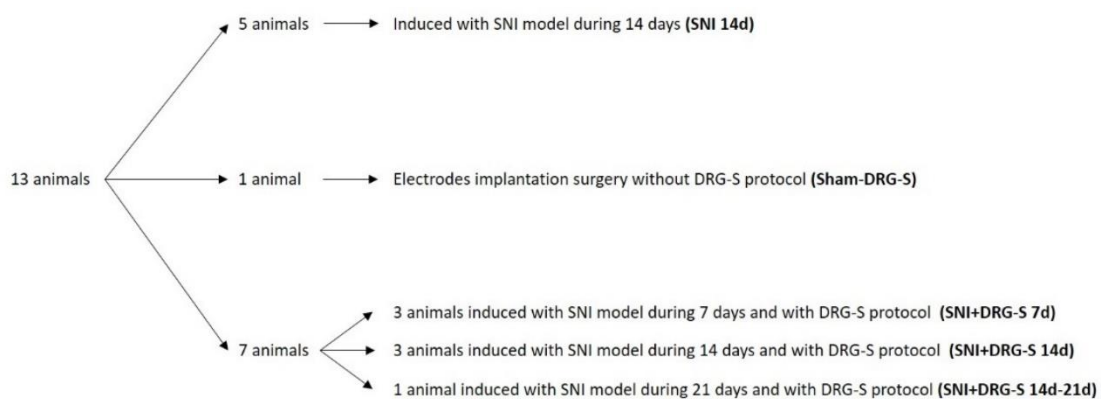 5 animals Induced with SNI model during 14 days (SNI 14d)
13 animals 1 animal Electrodes implantation surgery without DRG-S protocol (Sham-DRG-S)
3 animals induced with SNI model during 7 days and with DRG-S protocol (SNI+DRG-S 7d)
7 animals 3 animals induced with SNI model during 14 days and with DRG-S protocol (SNI+DRG-S 14d)
1 animal induced with SNI model during 21 days and with DRG-S protocol (SNI+DRG-S 14d-21d)